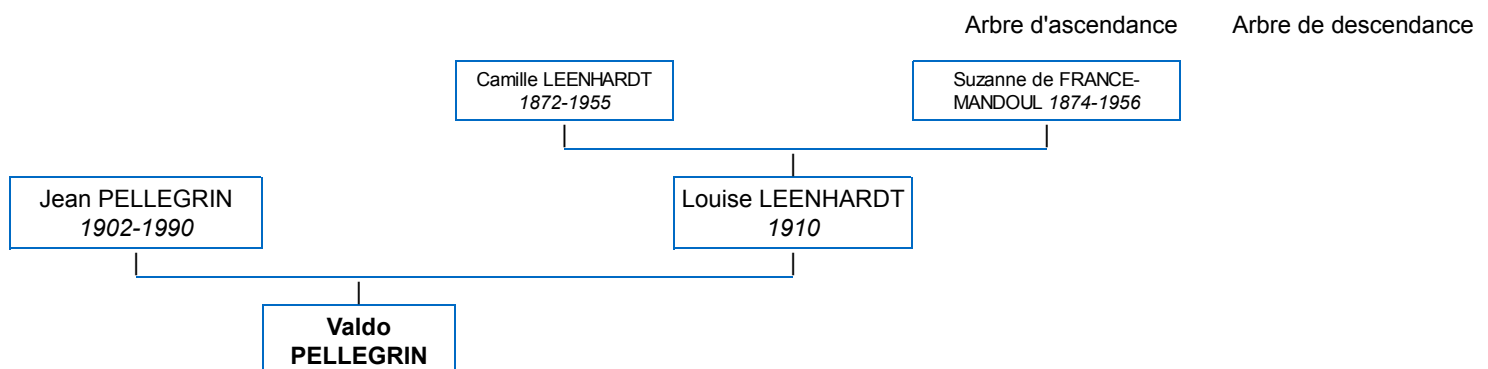 Arbre d'ascendance Arbre de descendance
Camille LEENHARDT
1872-1955
Suzanne de FRANCE-
MANDOUL 1874-1956
Jean PELLEGRIN
1902-1990
Louise LEENHARDT
1910
Valdo
PELLEGRIN